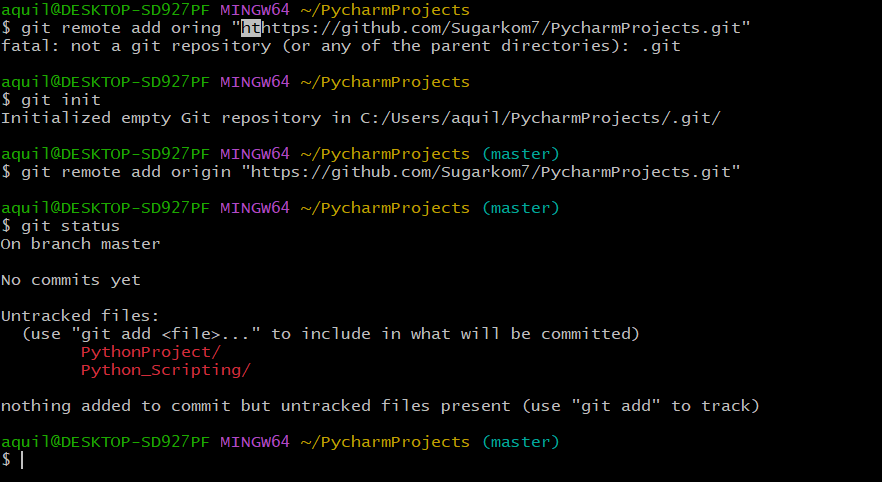 aquil@DESKTOP-SD927PF MINGW64 ~/PycharmProjects
$ git remote add oring "hthttps://github.com/Sugarkom7/PycharmProjects.git"
fatal: not a git repository (or any of the parent directories): .git
aquil@DESKTOP-SD927PF MINGW64 ~/PycharmProjects
$ git init
Initialized empty Git repository in C:/Users/aquil/PycharmProjects/.git/
aquil@DESKTOP-SD927PF MINGW64 ~/PycharmProjects (master)
$ git remote add origin "https://github.com/Sugarkom7/PycharmProjects.git"
aquil@DESKTOP-SD927PF MINGW64 ~/PycharmProjects (master)
$ git status
On branch master
No commits yet
Untracked files:
(use "git add <file>..." to include in what will be committed)
PythonProject/
Python_Scripting/
nothing added to commit but untracked files present (use "git add" to track)
aquil@DESKTOP-SD927PF MINGW64 ~/PycharmProjects (master)
$